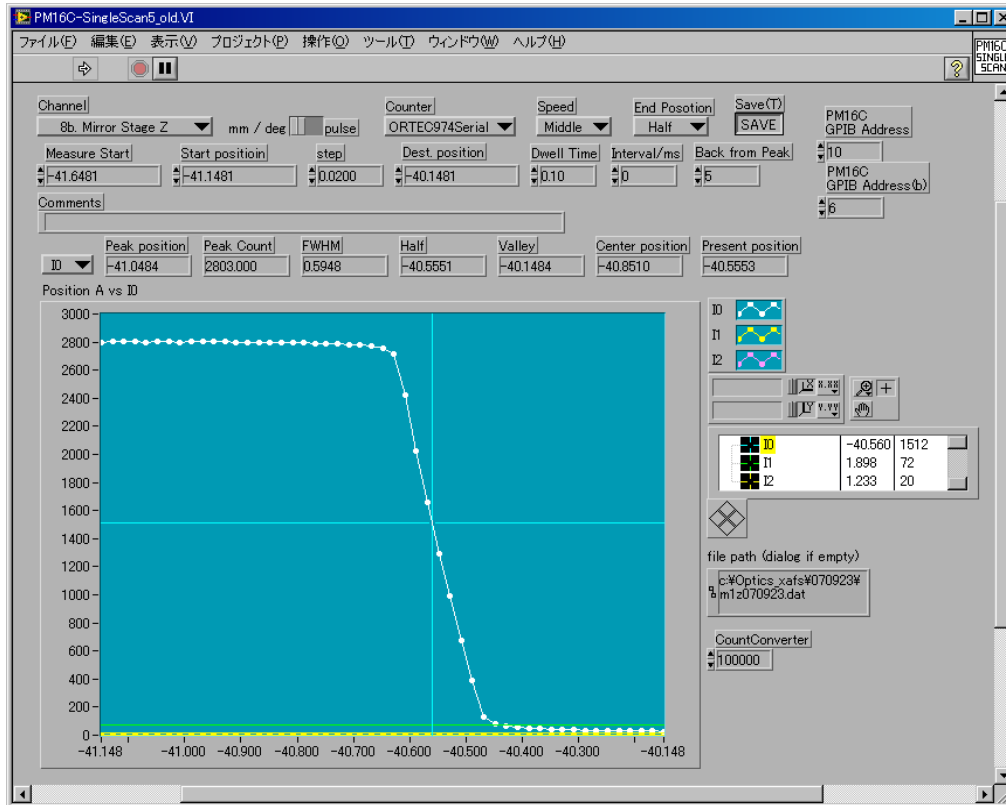 PM16C-SingleScan5_old.VI
ファイル(F) 編集(E) 表示(V) プロジェクト(P) 操作(O) ツール(T) ウィンドウ(W) ヘルプ(H)
PM16C
SINGLE
SCAN
Channel
8b. Mirror Stage Z
mm / deg pulse
Counter
ORTEC974Serial
Speed
Middle
End Posotion
Half
Save(T)
SAVE
PM16C
GPIB Address
10
Measure Start
-41.6481
Start positioin
-41.1481
step
0.0200
Dest. position
-40.1481
Dwell Time
0.10
Interval/ms
0
Back from Peak
5
PM16C
GPIB Address(b)
6
Comments
I0
Peak position
-41.0484
Peak Count
2803.000
FWHM
0.5948
Half
-40.5551
Valley
-40.1484
Center position
-40.8510
Present position
-40.5553
Position A vs I0
3000
2800
2600
2400
2200
2000
1800
1600
1400
1200
1000
800
600
400
200
0
-41.148 -41.000 -40.900 -40.800 -40.700 -40.600 -40.500 -40.400 -40.300 -40.148
I0
I1
I2
X X.XX
Y Y.YY
I0 -40.560 1512
I1 1.898 72
I2 1.233 20
file path (dialog if empty)
c:¥Optics_xafs¥070923¥
m1z070923.dat
CountConverter
100000